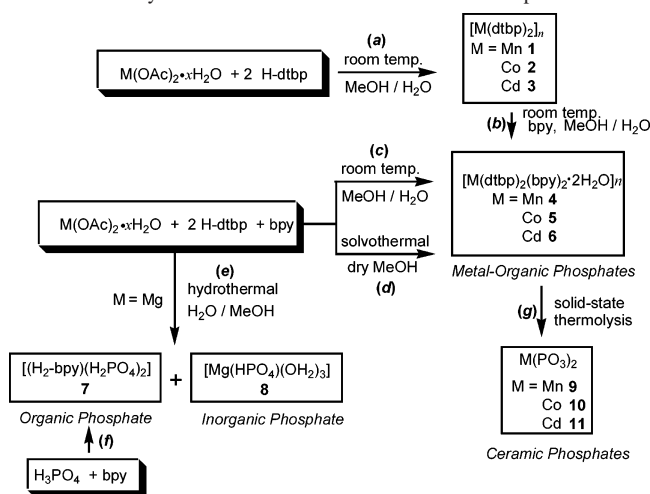 (a)
M(OAc)₂•xH₂O + 2 H-dtbp
room temp.
MeOH / H₂O
[M(dtbp)₂]ₙ
M = Mn 1
Co 2
Cd 3
(b)
room temp.
bpy, MeOH / H₂O
(c)
room temp.
MeOH / H₂O
M(OAc)₂•xH₂O + 2 H-dtbp + bpy
solvothermal
dry MeOH
(d)
[M(dtbp)₂(bpy)₂•2H₂O]n
M = Mn 4
Co 5
Cd 6
Metal-Organic Phosphates
(e)
M = Mg
hydrothermal
H₂O / MeOH
(g)
solid-state
thermolysis
[(H₂-bpy)(H₂PO₄)₂]
7
+
[Mg(HPO₄)(OH₂)₃]
8
Organic Phosphate
Inorganic Phosphate
M(PO₃)₂
M = Mn 9
Co 10
Cd 11
Ceramic Phosphates
(f)
H₃PO₄ + bpy